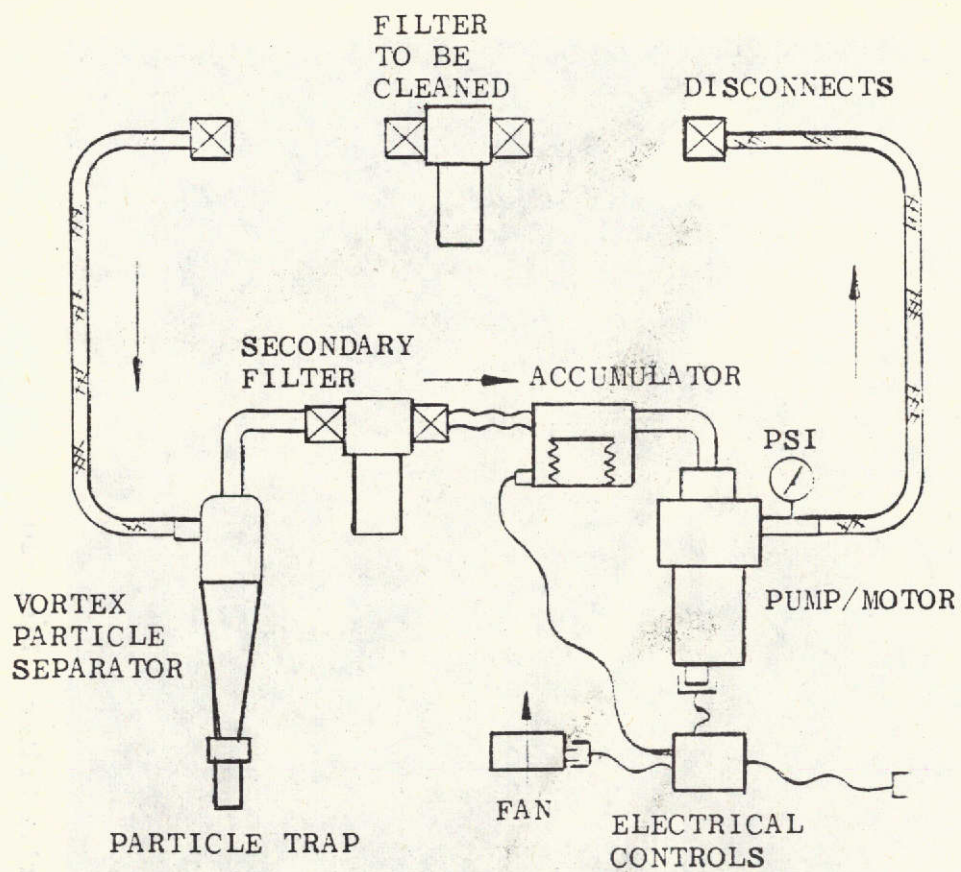 FILTER
TO BE
CLEANED
DISCONNECTS
SECONDARY
FILTER
ACCUMULATOR
PSI
VORTEX
PARTICLE
SEPARATOR
PUMP/MOTOR
FAN
PARTICLE TRAP
ELECTRICAL
CONTROLS